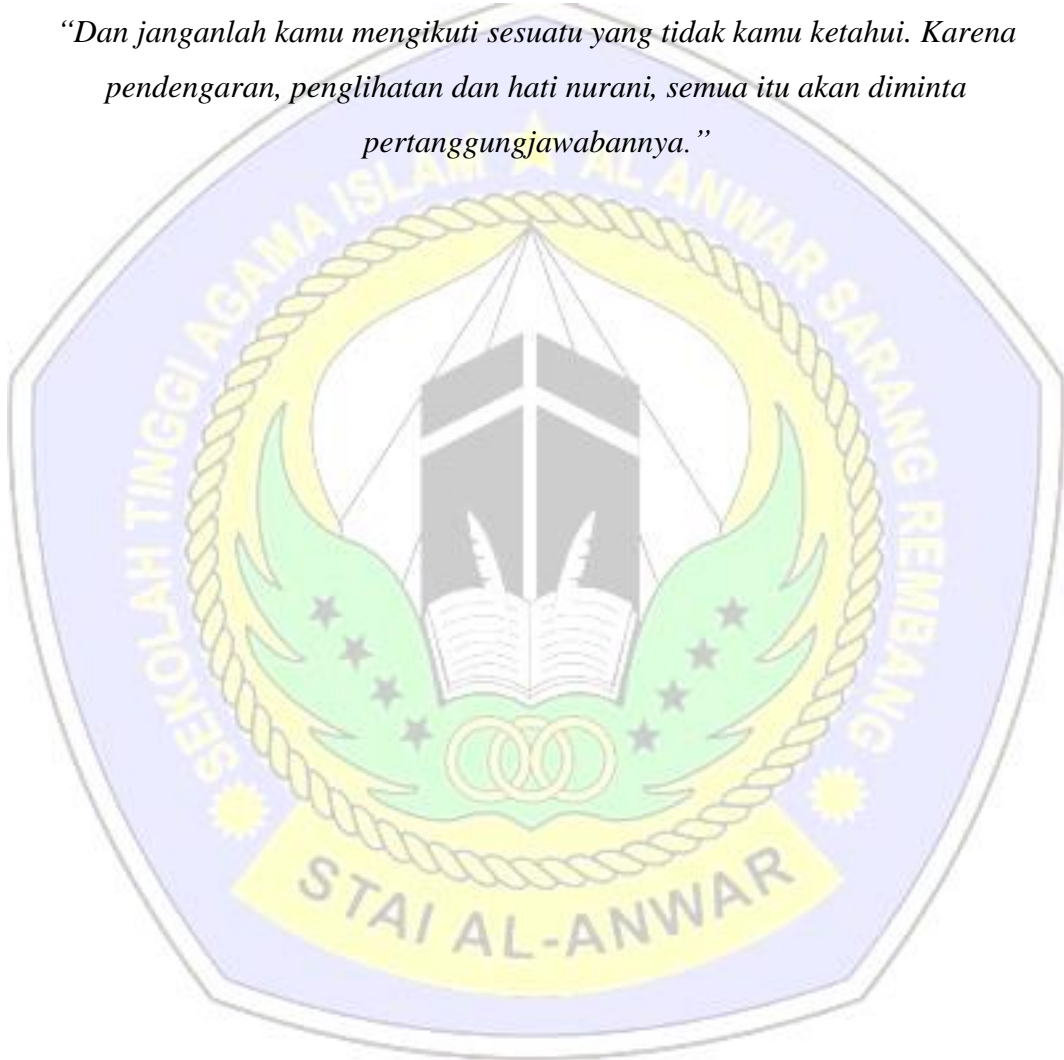 “Dan janganlah kamu mengikuti sesuatu yang tidak kamu ketahui. Karena
pendengaran, penglihatan dan hati nurani, semua itu akan diminta
pertanggungjawabannya.”
SEKOLAH TINGGI AGAMA ISLAM ★ AL ANWAR SARANG REMBANG
STAI AL-ANWAR